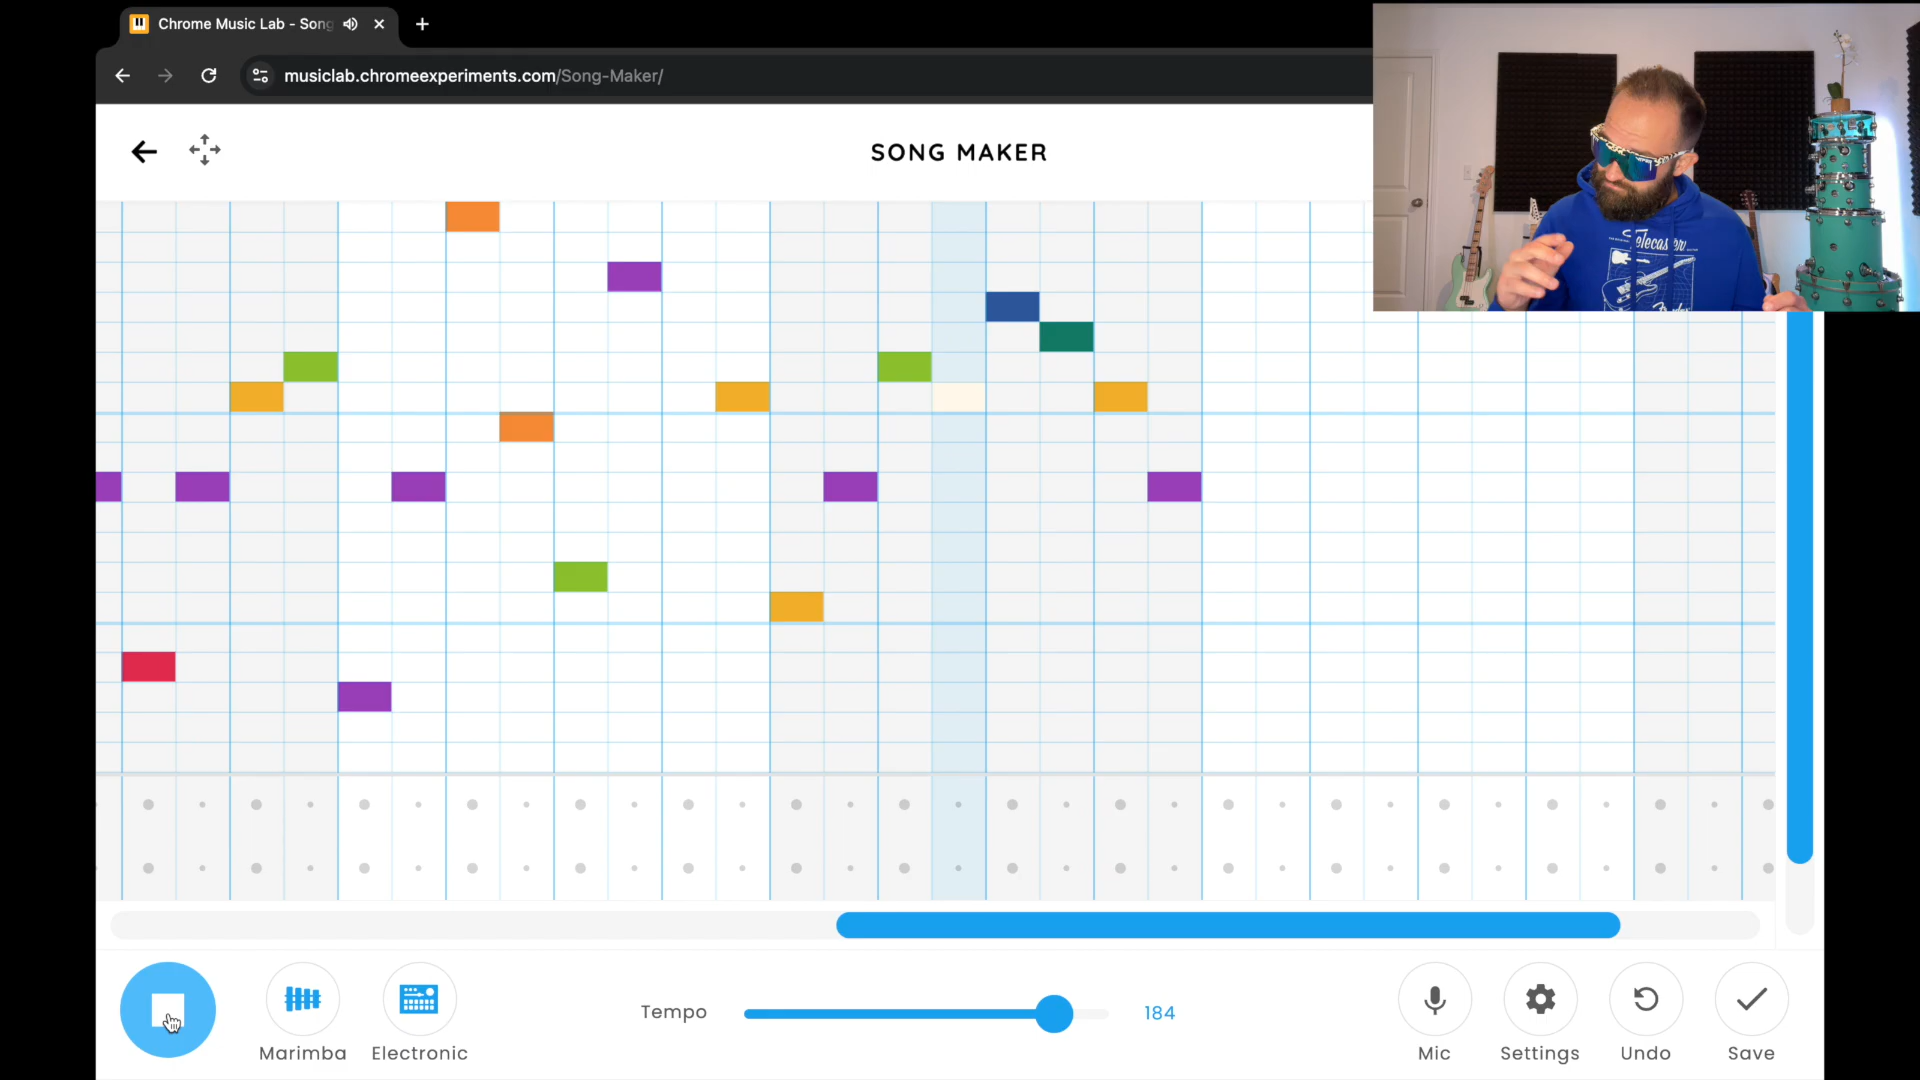 Chrome Music Lab - Song
musiclab.chromeexperiments.com/Song-Maker/
SONG MAKER
Telecaster
Tempo
184
Marimba
Electronic
Mic
Settings
Undo
Save